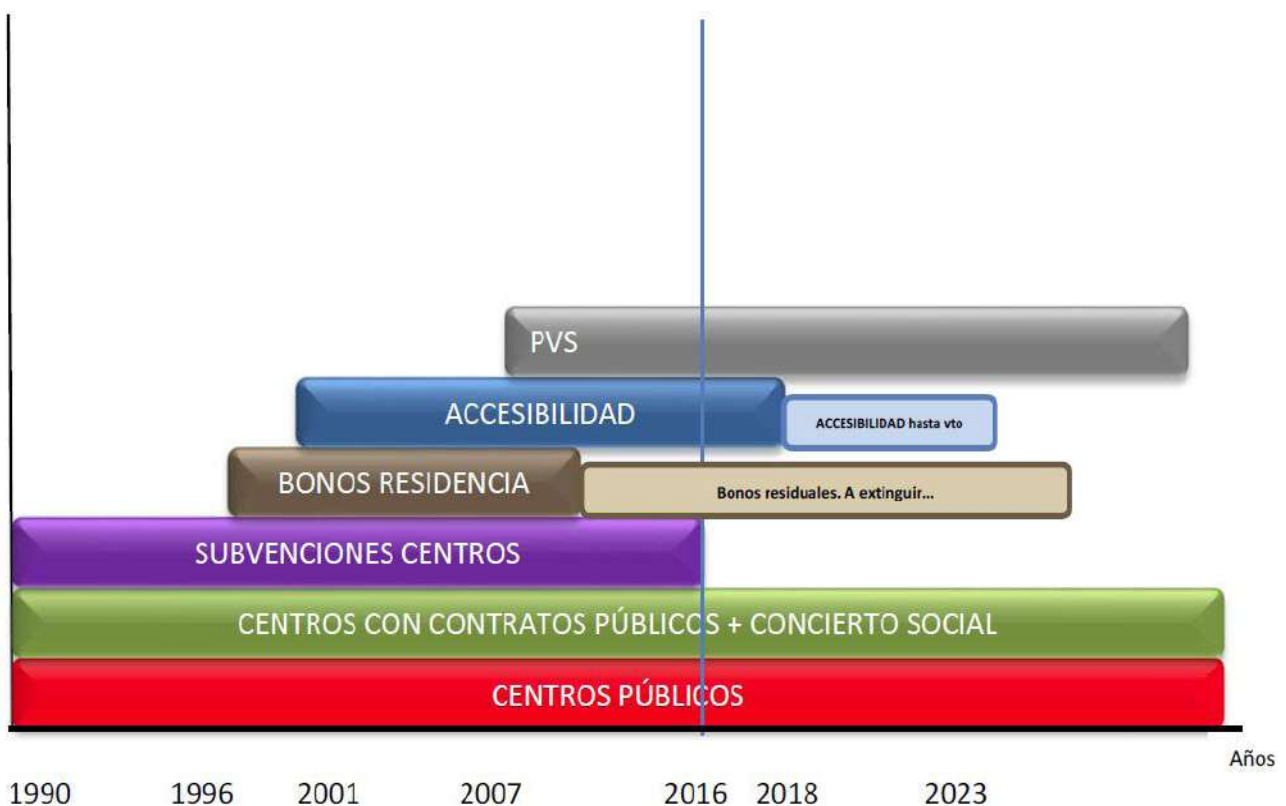 PVS
ACCESIBILIDAD
ACCESIBILIDAD hasta vto
BONOS RESIDENCIA
Bonos residuales. A extinguir...
SUBVENCIONES CENTROS
CENTROS CON CONTRATOS PÚBLICOS + CONCIERTO SOCIAL
CENTROS PÚBLICOS
Años
1990 1996 2001 2007 2016 2018 2023